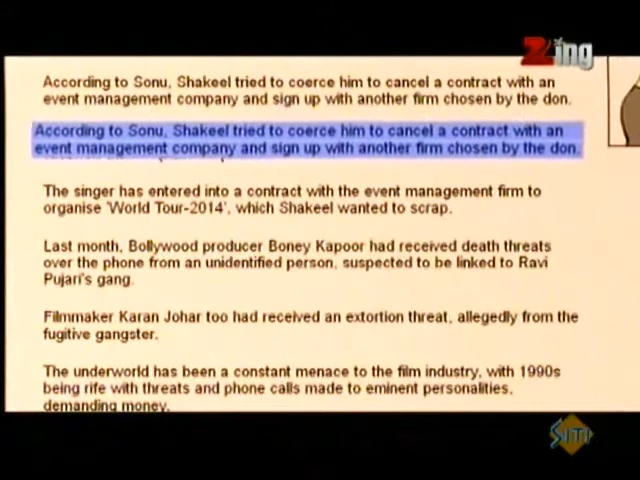 Zing
According to Sonu, Shakeel tried to coerce him to cancel a contract with an
event management company and sign up with another firm chosen by the don.
According to Sonu, Shakeel tried to coerce him to cancel a contract with an
event management company and sign up with another firm chosen by the don.
The singer has entered into a contract with the event management firm to
organise 'World Tour-2014', which Shakeel wanted to scrap.
Last month, Bollywood producer Boney Kapoor had received death threats
over the phone from an unidentified person, suspected to be linked to Ravi
Pujari's gang.
Filmmaker Karan Johar too had received an extortion threat, allegedly from the
fugitive gangster.
The underworld has been a constant menace to the film industry, with 1990s
being rife with threats and phone calls made to eminent personalities,
demanding money.
SITI